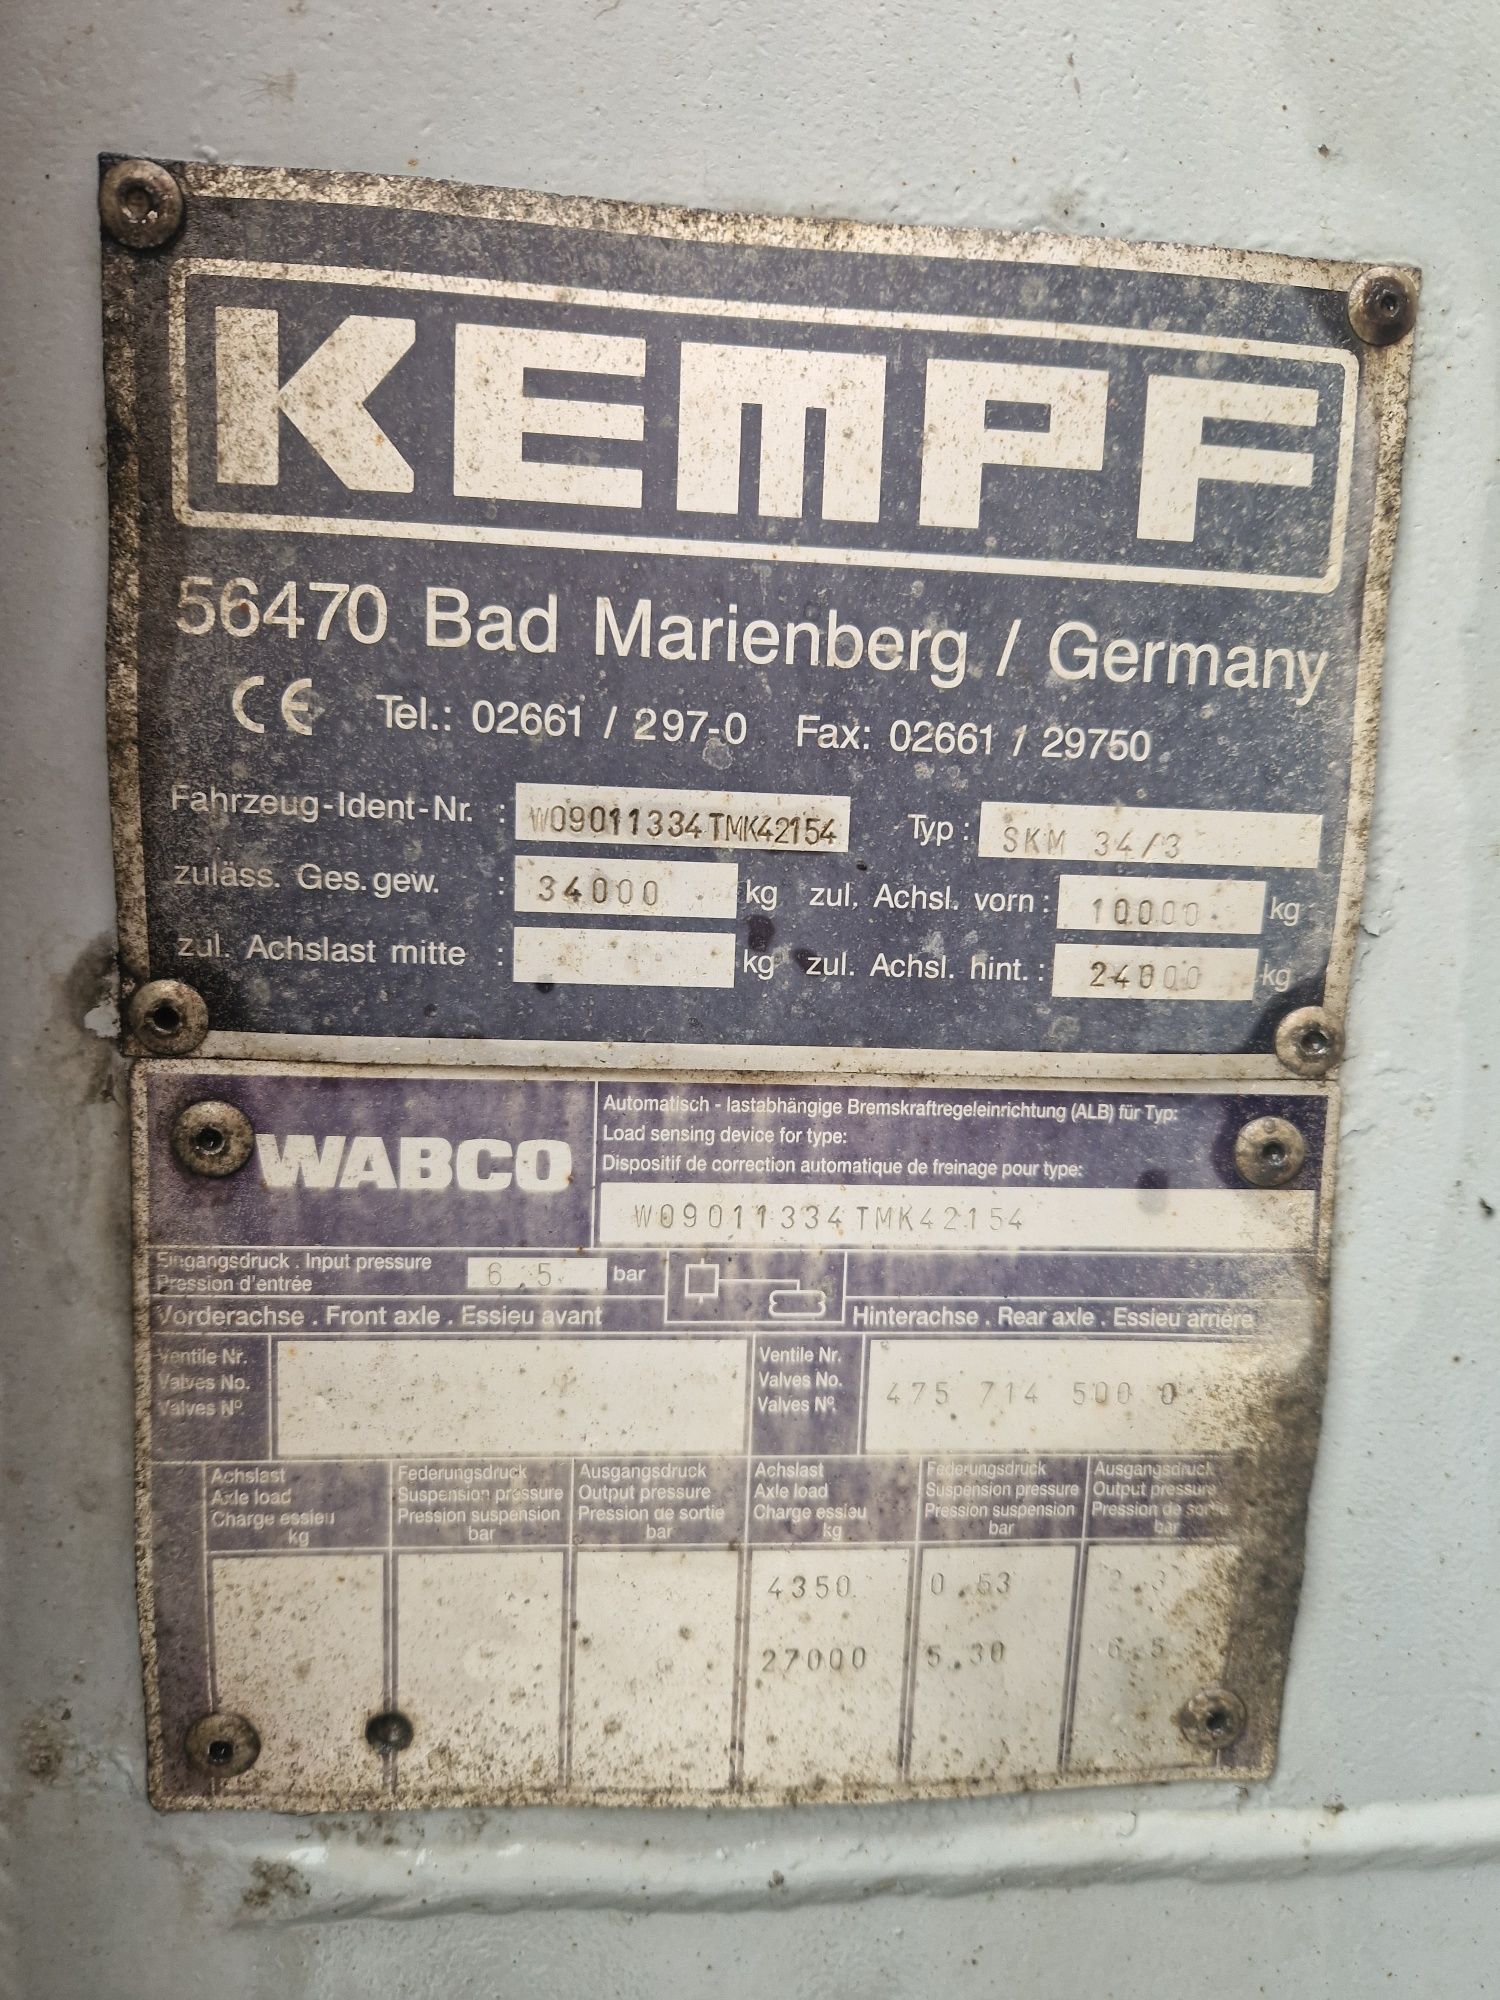 KEMPF
56470 Bad Marienberg / Germany
CE Tel.: 02661 / 297-0 Fax: 02661 / 29750
Fahrzeug-Ident-Nr. : W09011334TMK42154 Typ : SKM 34/3
zuläss. Ges.gew. : 34000 kg zul. Achsl. vorn : 10000 kg
zul. Achslast mitte : kg zul. Achsl. hint. : 24000 kg
WABCO
Automatisch - lastabhängige Bremskraftregeleinrichtung (ALB) für Typ:
Load sensing device for type:
Dispositif de correction automatique de freinage pour type:
W09011334TMK42154
Eingangsdruck . Input pressure
Pression d'entrée
6.5 bar
Vorderachse . Front axle . Essieu avant
Hinterachse . Rear axle . Essieu arrière
Ventile Nr.
Valves No.
Valves Nº
Ventile Nr.
Valves No.
Valves Nº.
475 714 500 0
Achslast
Axle load
Charge essieu
kg
Federungsdruck
Suspension pressure
Pression suspension
bar
Ausgangsdruck
Output pressure
Pression de sortie
bar
Achslast
Axle load
Charge essieu
kg
Federungsdruck
Suspension pressure
Pression suspension
bar
Ausgangsdruck
Output pressure
Pression de sortie
bar
4350 0.53 2.3
27000 5.30 6.5